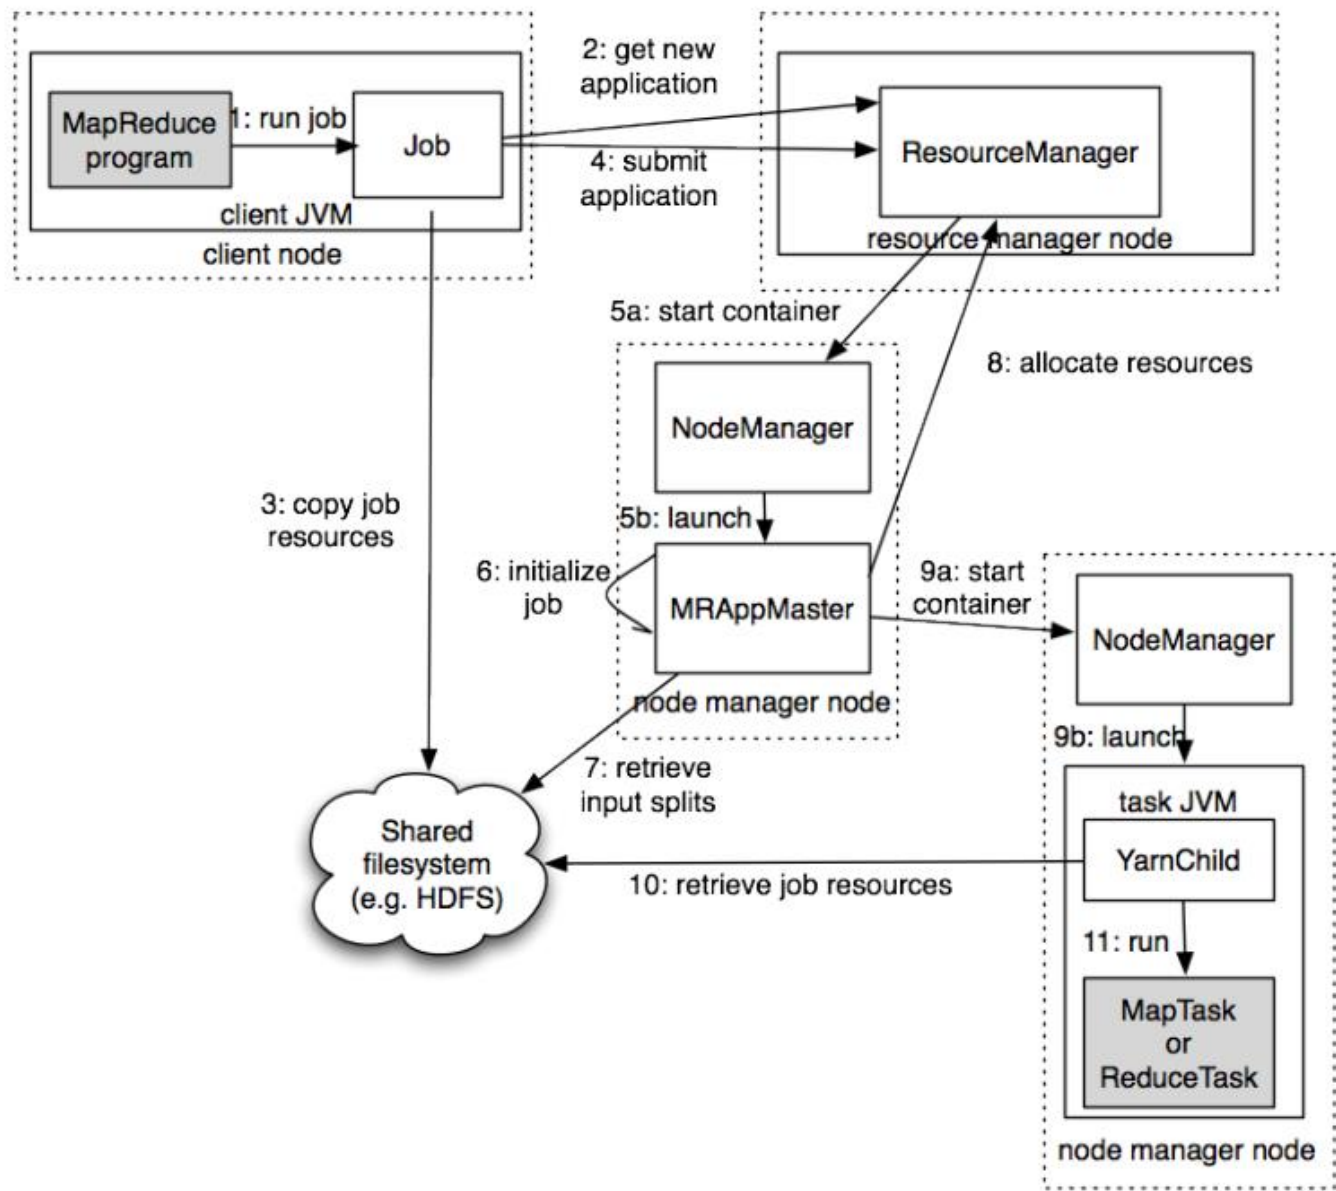 MapReduce
program
1: run job
Job
client JVM
client node
2: get new
application
4: submit
application
ResourceManager
resource manager node
5a: start container
8: allocate resources
NodeManager
5b: launch
3: copy job
resources
6: initialize
job
MRAppMaster
node manager node
9a: start
container
NodeManager
9b: launch
7: retrieve
input splits
task JVM
Shared
filesystem
(e.g. HDFS)
YarnChild
10: retrieve job resources
11: run
MapTask
or
ReduceTask
node manager node